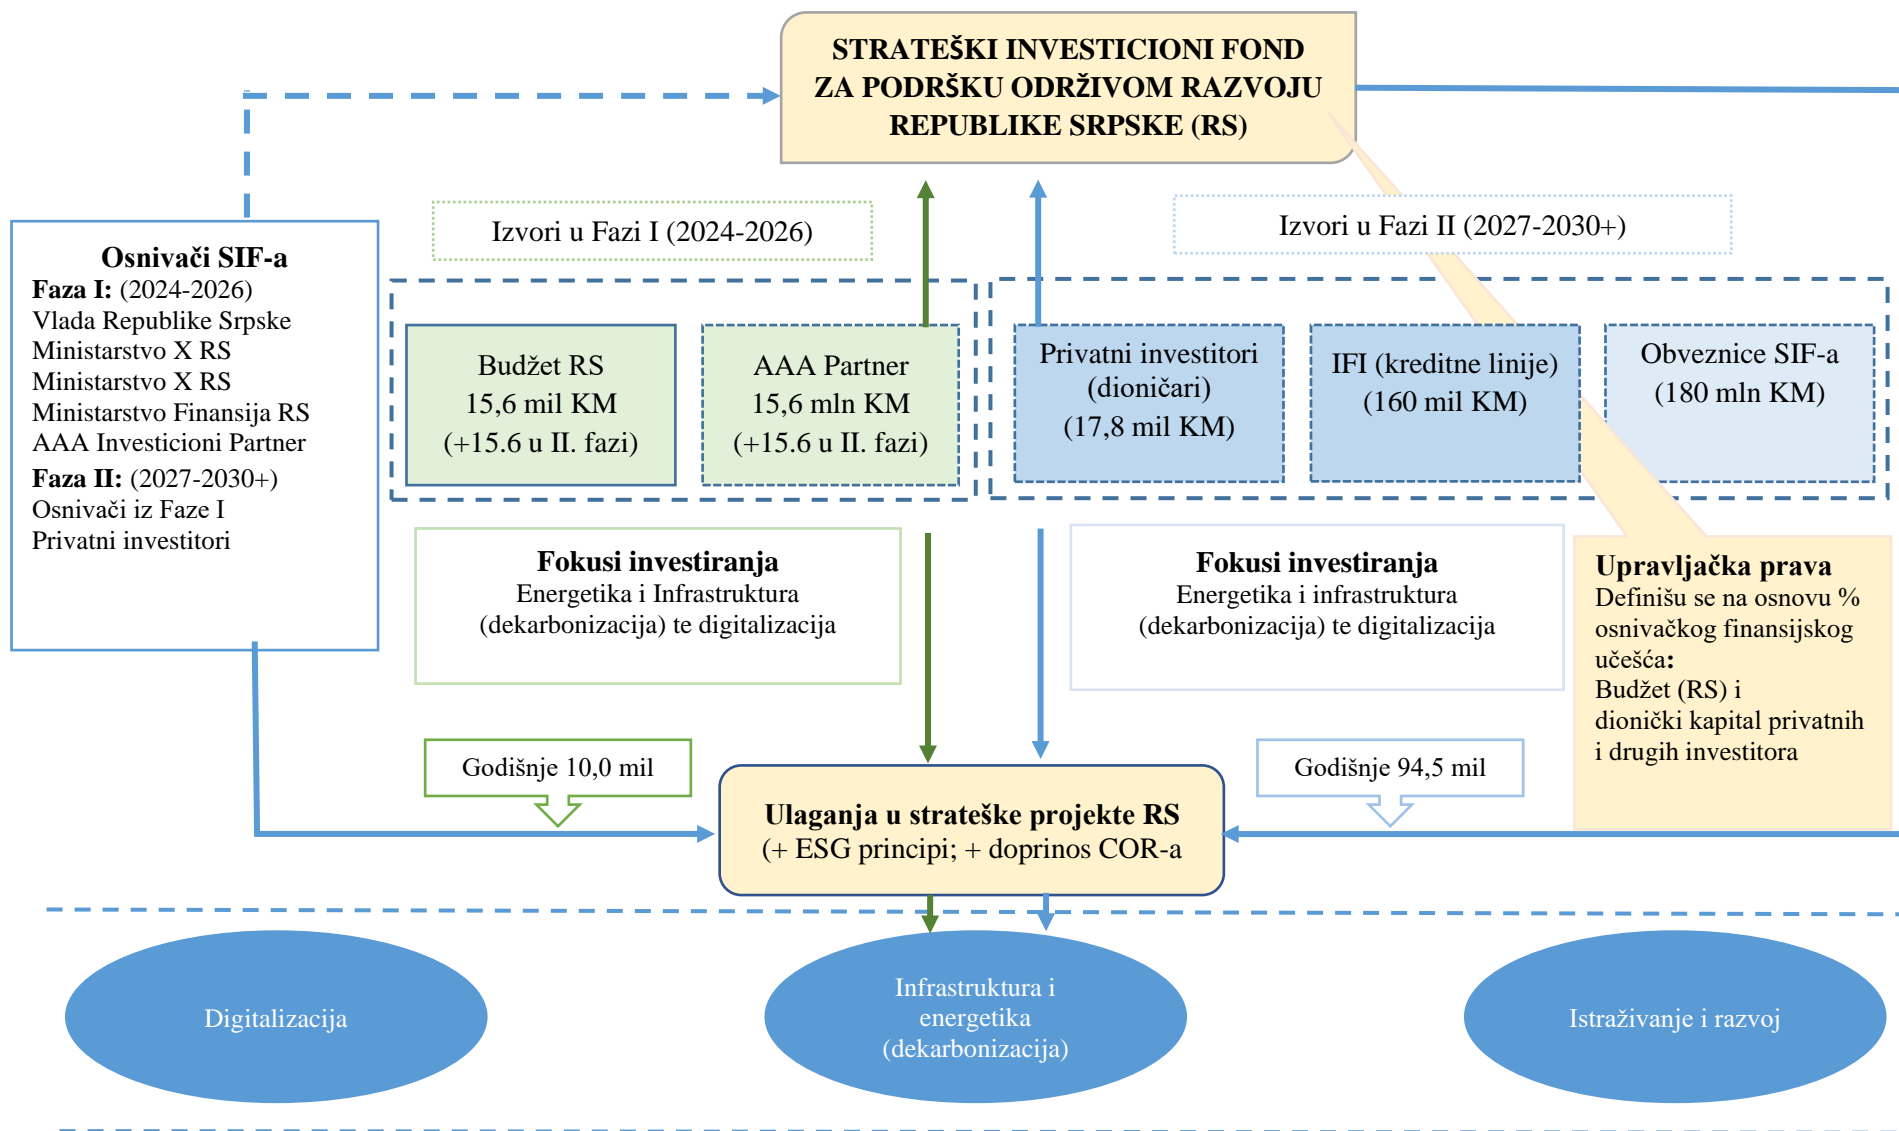 STRATEŠKI INVESTICIONI FOND
ZA PODRŠKU ODRŽIVOM RAZVOJU
REPUBLIKE SRPSKE (RS)
Izvori u Fazi I (2024-2026)
Izvori u Fazi II (2027-2030+)
Osnivači SIF-a
Faza I: (2024-2026)
Vlada Republike Srpske
Ministarstvo X RS
Ministarstvo X RS
Ministarstvo Finansija RS
AAA Investicioni Partner
Faza II: (2027-2030+)
Osnivači iz Faze I
Privatni investitori
Budžet RS
15,6 mil KM
(+15.6 u II. fazi)
AAA Partner
15,6 mln KM
(+15.6 u II. fazi)
Privatni investitori
(dioničari)
(17,8 mil KM)
IFI (kreditne linije)
(160 mil KM)
Obveznice SIF-a
(180 mln KM)
Fokusi investiranja
Energetika i Infrastruktura
(dekarbonizacija) te digitalizacija
Fokusi investiranja
Energetika i infrastruktura
(dekarbonizacija) te digitalizacija
Upravljačka prava
Definišu se na osnovu %
osnivačkog finansijskog
učešća:
Budžet (RS) i
dionički kapital privatnih
i drugih investitora
Godišnje 10,0 mil
Godišnje 94,5 mil
Ulaganja u strateške projekte RS
(+ ESG principi; + doprinos COR-a
Digitalizacija
Infrastruktura i
energetika
(dekarbonizacija)
Istraživanje i razvoj